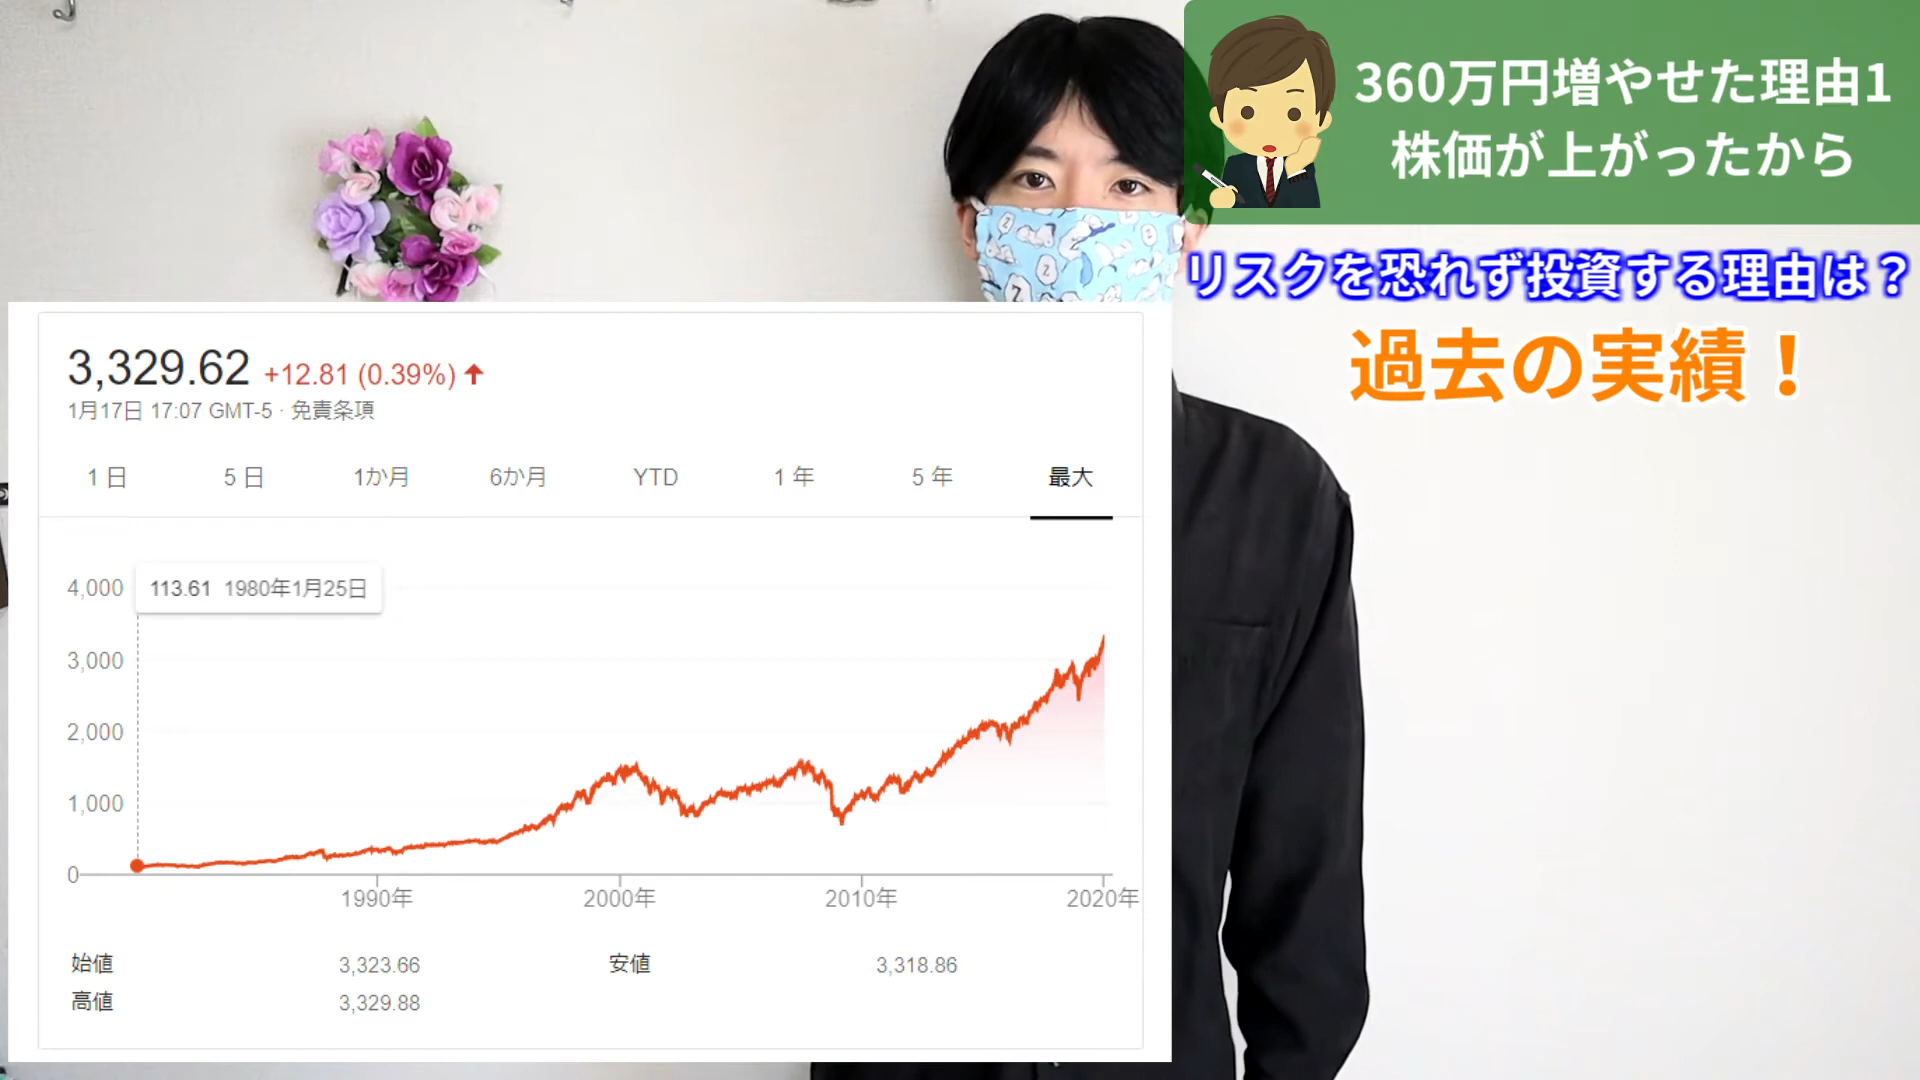 360万円増やせた理由1
株価が上がったから
リスクを恐れず投資する理由は？
過去の実績！
3,329.62 +12.81 (0.39%)
1月17日 17:07 GMT-5 · 免責条項
1 日 5 日 1か月 6か月 YTD 1 年 5 年 最大
113.61 1980年1月25日
4,000
3,000
2,000
1,000
0
1990年 2000年 2010年 2020年
始値 3,323.66 安値 3,318.86
高値 3,329.88